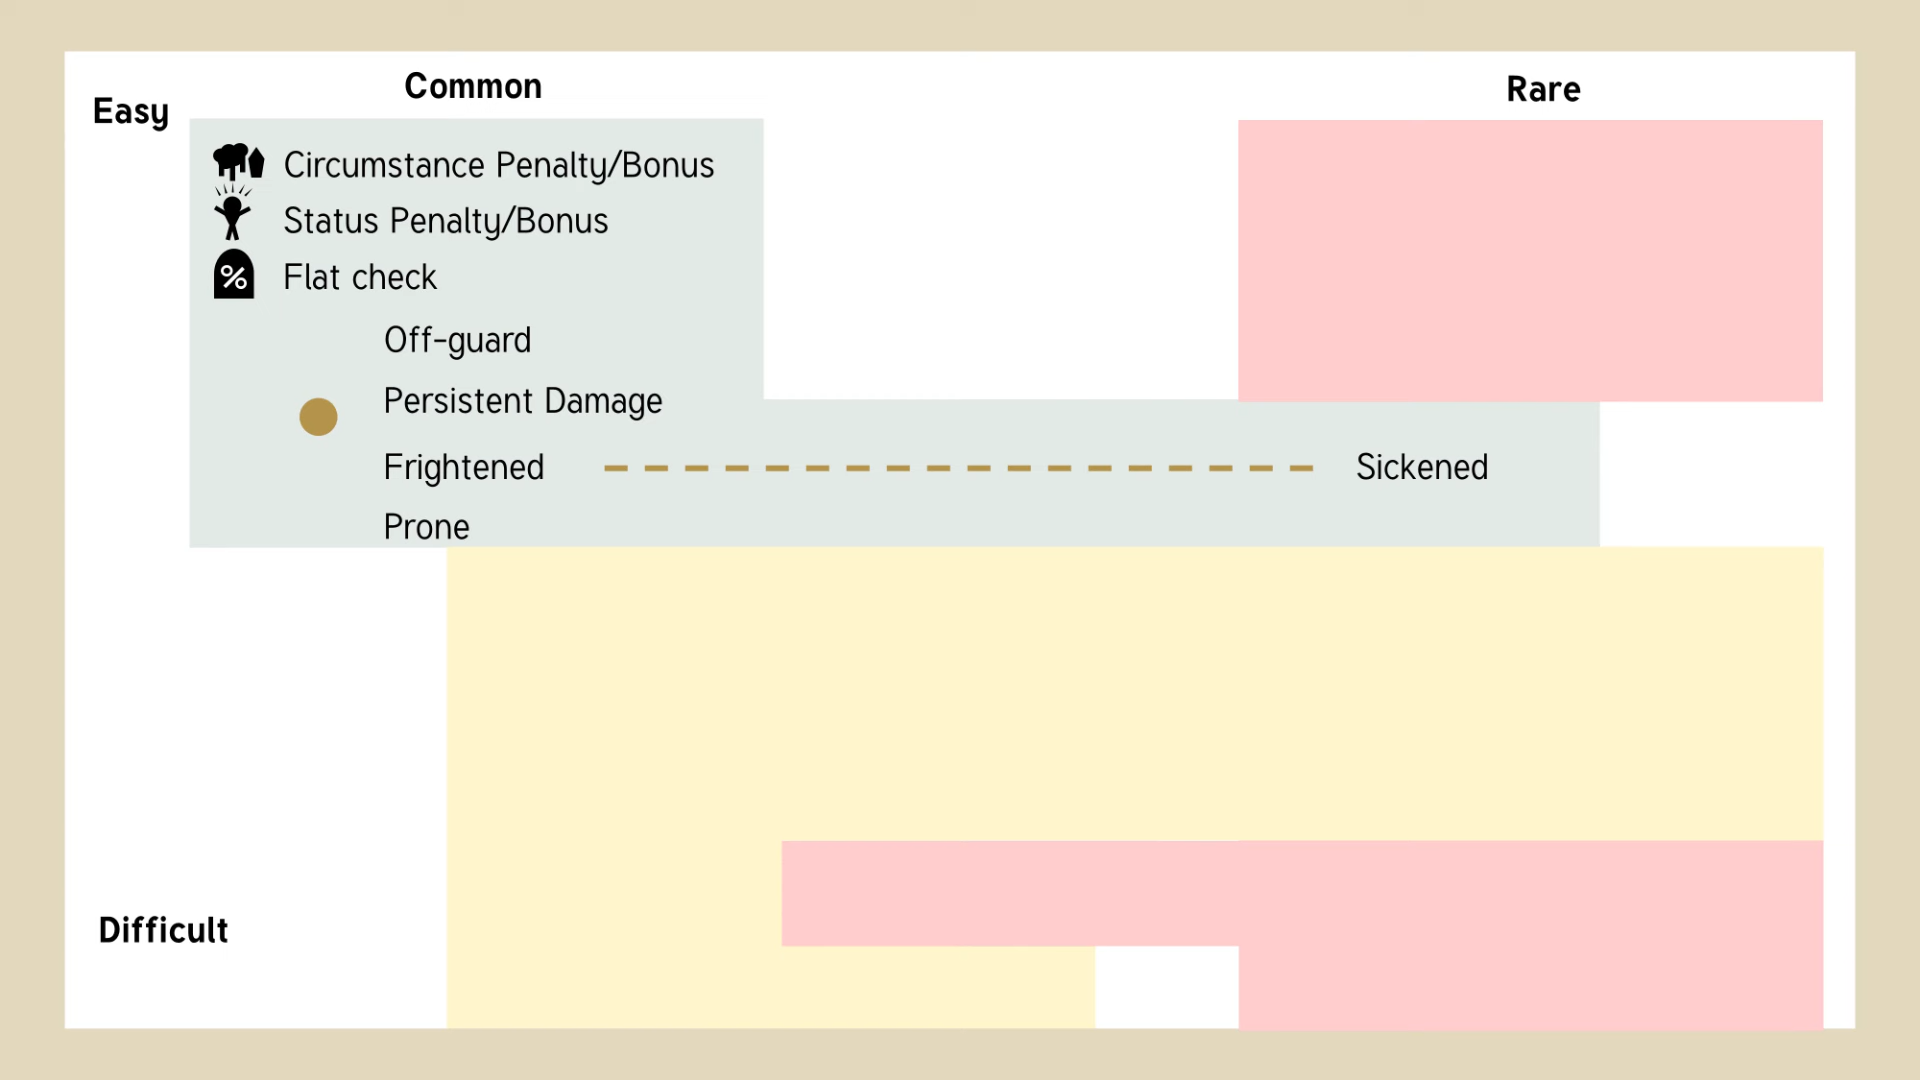 Common
Rare
Easy
Circumstance Penalty/Bonus
Status Penalty/Bonus
%
Flat check
Off-guard
Persistent Damage
Frightened
Sickened
Prone
Difficult